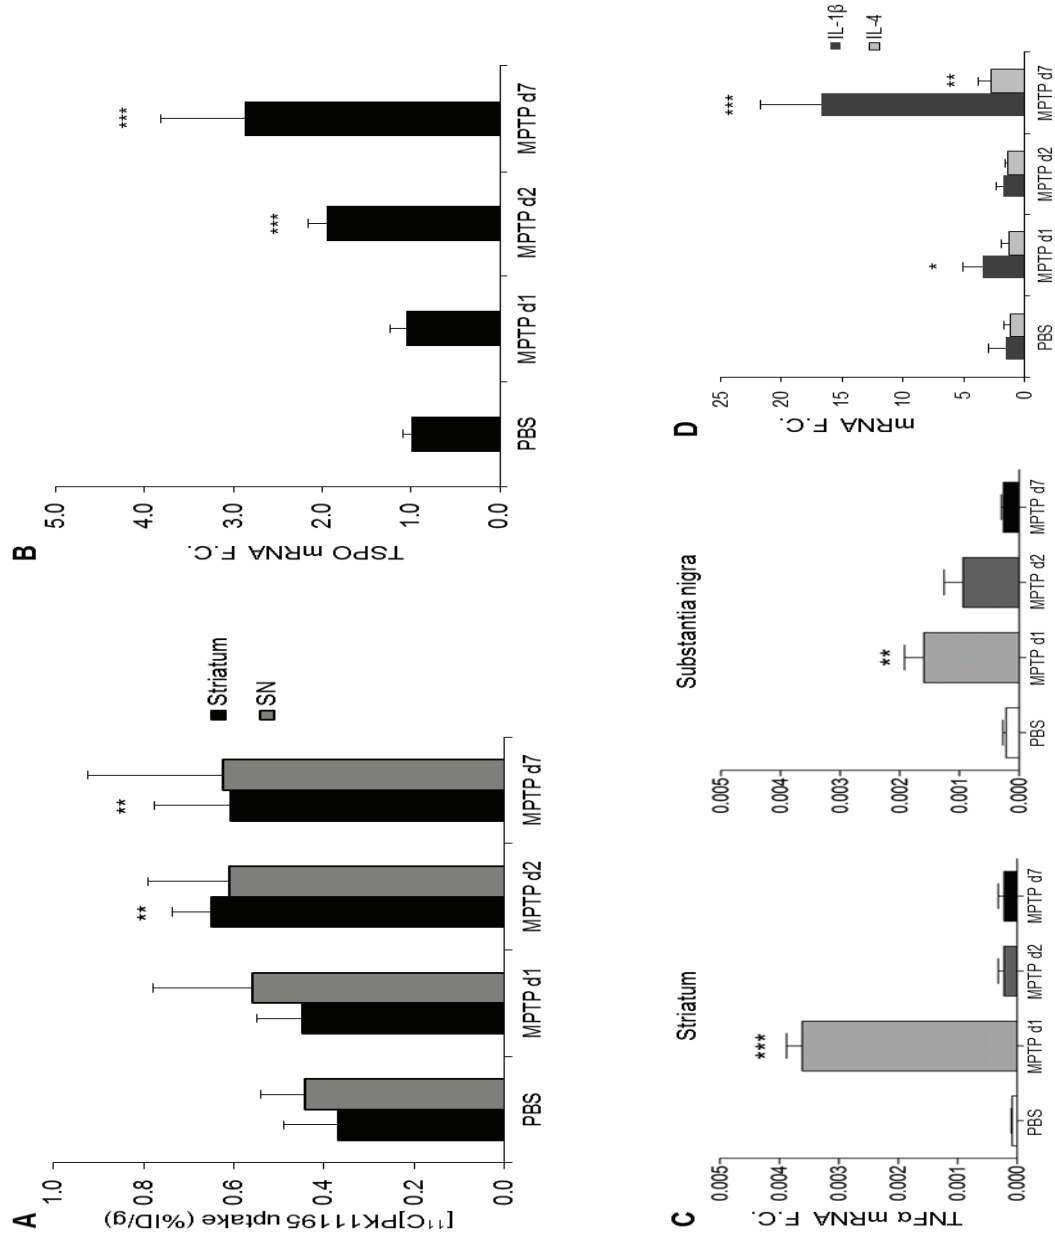 A
[¹¹C]PK11195 uptake (%ID/g)
1.0
0.8
0.6
0.4
0.2
0.0
**
**
PBS
MPTP d1
MPTP d2
MPTP d7
Striatum
SN
B
TSPO mRNA F.C.
5.0
4.0
3.0
2.0
1.0
0.0
***
***
PBS
MPTP d1
MPTP d2
MPTP d7
C
TNFα mRNA F.C.
Striatum
0.005
0.004
0.003
0.002
0.001
0.000
***
PBS
MPTP d1
MPTP d2
MPTP d7
Substantia nigra
0.005
0.004
0.003
0.002
0.001
0.000
**
PBS
MPTP d1
MPTP d2
MPTP d7
D
mRNA F.C.
25
20
15
10
5
0
*
***
**
PBS
MPTP d1
MPTP d2
MPTP d7
IL-1β
IL-4